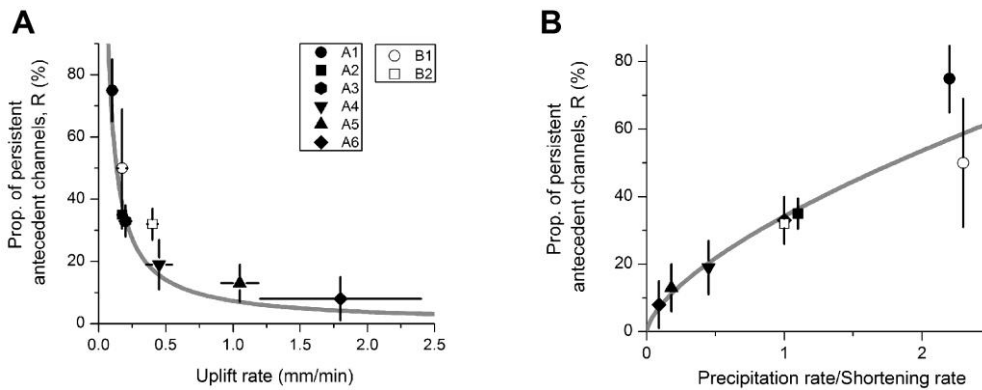 A
Prop. of persistent
antecedent channels, R (%)
80
60
40
20
0
0.0 0.5 1.0 1.5 2.0 2.5
Uplift rate (mm/min)
A1
A2
A3
A4
A5
A6
B1
B2
B
Prop. of persistent
antecedent channels, R (%)
80
60
40
20
0
0 1 2
Precipitation rate/Shortening rate